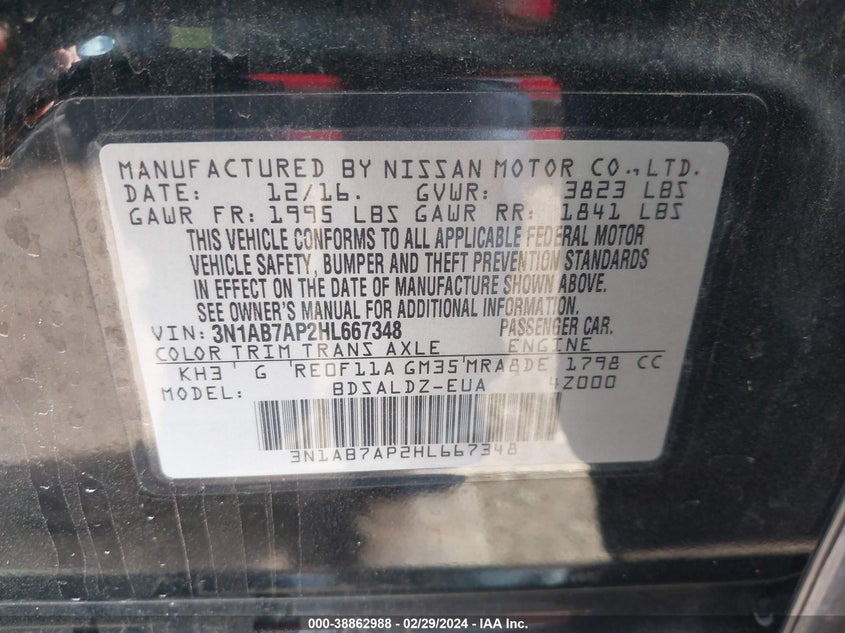 MANUFACTURED BY NISSAN MOTOR CO., LTD.
DATE: 12/16. GVWR: 3823 LBS
GAWR FR: 1995 LBS GAWR RR: 1841 LBS
THIS VEHICLE CONFORMS TO ALL APPLICABLE FEDERAL MOTOR
VEHICLE SAFETY, BUMPER AND THEFT PREVENTION STANDARDS
IN EFFECT ON THE DATE OF MANUFACTURE SHOWN ABOVE.
SEE OWNER'S MANUAL FOR ADDITIONAL INFORMATION.
VIN: 3N1AB7AP2HL667348 PASSENGER CAR.
COLOR TRIM TRANS AXLE ENGINE
KH3 G RE0F11A GM35 MRA8DE 1798 CC
MODEL: BDSALDZ-EUA 4Z000
3N1AB7AP2HL667348
000-38862988 - 02/29/2024 - IAA Inc.